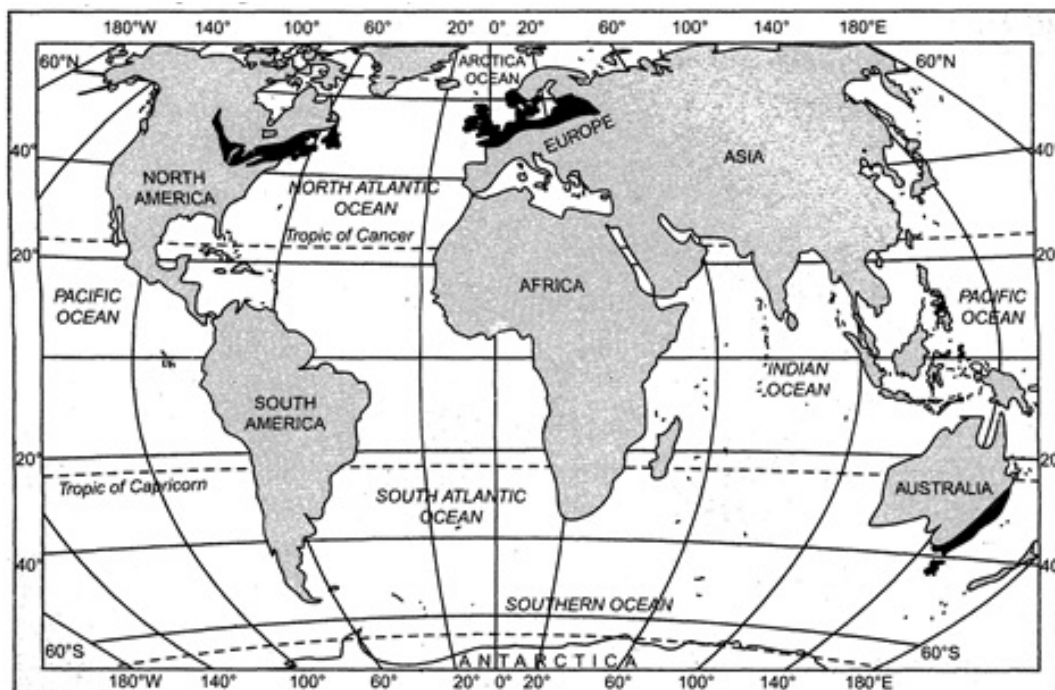 180°W 140° 100° 60° 20° 0° 20° 60° 100° 140° 180°E
60°N ARCTICA OCEAN 60°N
EUROPE
ASIA
40° 40°
NORTH AMERICA
NORTH ATLANTIC OCEAN
Tropic of Cancer
20° 20°
AFRICA
PACIFIC OCEAN
PACIFIC OCEAN
INDIAN OCEAN
SOUTH AMERICA
20° 20°
Tropic of Capricorn
SOUTH ATLANTIC OCEAN
AUSTRALIA
40° 40
SOUTHERN OCEAN
60°S 60°S
ANTARCTICA
180°W 140° 100° 60° 20° 0° 20° 60° 100° 140° 180°E